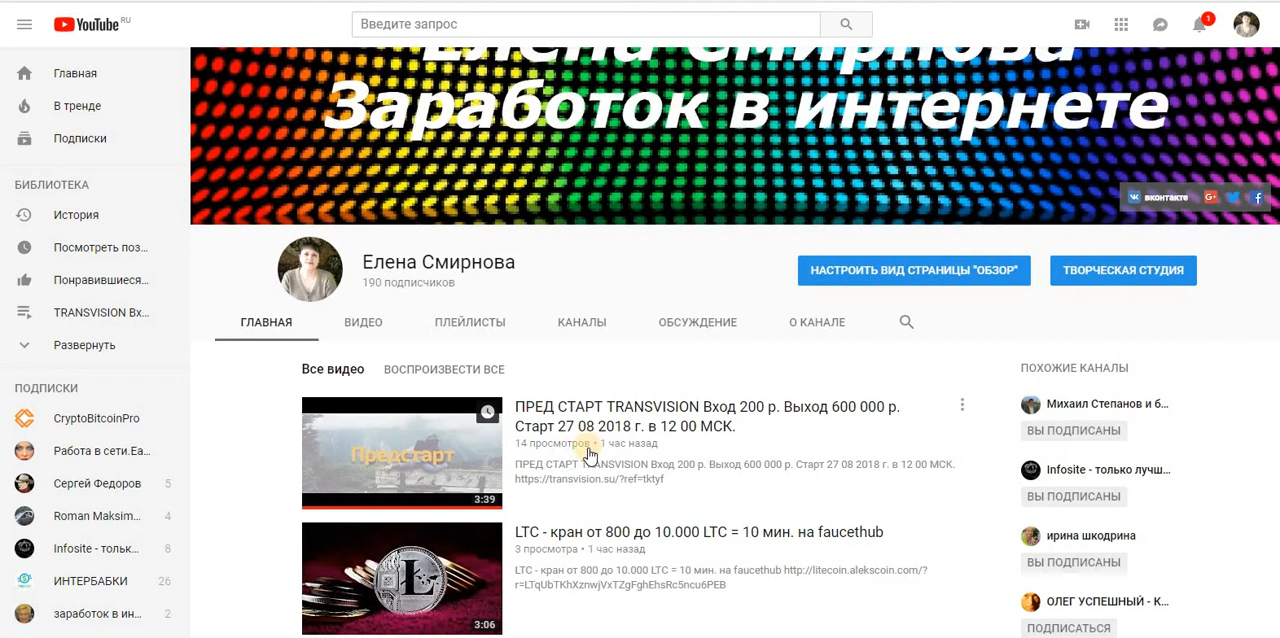 YouTube RU
Введите запрос
1
Главная
В тренде
Подписки
БИБЛИОТЕКА
История
Посмотреть поз...
Понравившиеся...
TRANSVISION Вх...
Развернуть
ПОДПИСКИ
CryptoBitcoinPro
Работа в сети.Еа...
Сергей Федоров 5
Roman Maksim... 4
Infosite - тольк... 8
ИНТЕРБАБКИ 26
заработок в ин... 2
Елена Смирнова
Заработок в интернете
вконтакте
Елена Смирнова
190 подписчиков
НАСТРОИТЬ ВИД СТРАНИЦЫ "ОБЗОР"
ТВОРЧЕСКАЯ СТУДИЯ
ГЛАВНАЯ
ВИДЕО
ПЛЕЙЛИСТЫ
КАНАЛЫ
ОБСУЖДЕНИЕ
О КАНАЛЕ
Все видео
ВОСПРОИЗВЕСТИ ВСЕ
Предстарт
3:39
ПРЕД СТАРТ TRANSVISION Вход 200 р. Выход 600 000 р.
Старт 27 08 2018 г. в 12 00 МСК.
14 просмотров • 1 час назад
ПРЕД СТАРТ TRANSVISION Вход 200 р. Выход 600 000 р. Старт 27 08 2018 г. в 12 00 МСК.
https://transvision.su/?ref=tktyf
3:06
LTC - кран от 800 до 10.000 LTC = 10 мин. на faucethub
3 просмотра • 1 час назад
LTC - кран от 800 до 10.000 LTC = 10 мин. на faucethub http://litecoin.alekscoin.com/?
r=LTqUbTKhXznwjVxTZgFghEhsRc5ncu6PEB
ПОХОЖИЕ КАНАЛЫ
Михаил Степанов и б...
ВЫ ПОДПИСАНЫ
Infosite - только лучш...
ВЫ ПОДПИСАНЫ
ирина шкодрина
ВЫ ПОДПИСАНЫ
ОЛЕГ УСПЕШНЫЙ - К...
ПОДПИСАТЬСЯ